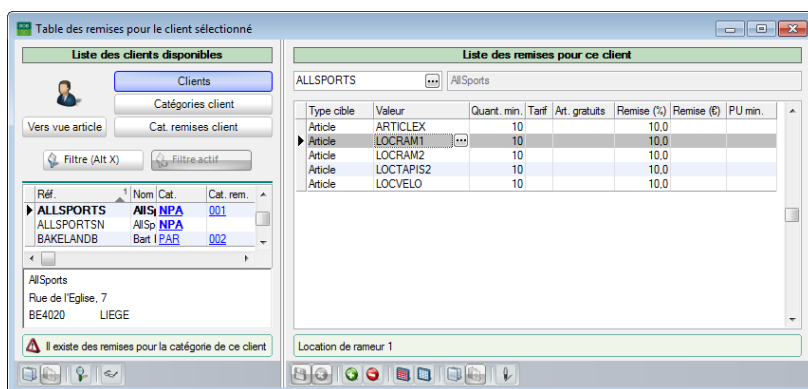 Table des remises pour le client sélectionné
Liste des clients disponibles
Clients
Catégories client
Vers vue article
Cat. remises client
Filtre (Alt X)
Filtre actif
Réf. 1 Nom Cat. Cat. rem.
ALLSPORTS AllS NPA 001
ALLSPORTSN AllSp NPA
BAKELANDB Bart I PAR 002
AllSports
Rue de l'Eglise, 7
BE4020 LIEGE
Il existe des remises pour la catégorie de ce client
Liste des remises pour ce client
ALLSPORTS ... AllSports
Type cible Valeur Quant. min. Tarif Art. gratuits Remise (%) Remise (€) PU min.
Article ARTICLEX 10 10,0
Article LOCRAM1 ... 10 10,0
Article LOCRAM2 10 10,0
Article LOCTAPIS2 10 10,0
Article LOCVELO 10 10,0
Location de rameur 1